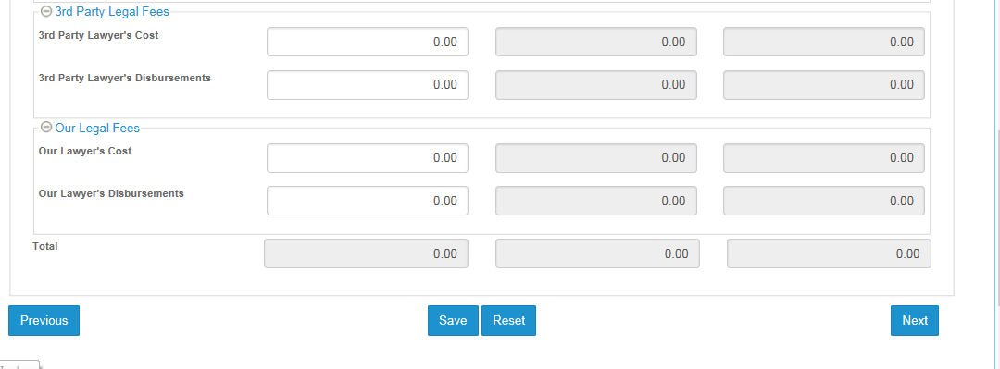 3rd Party Legal Fees
3rd Party Lawyer's Cost 0.00 0.00 0.00
3rd Party Lawyer's Disbursements 0.00 0.00 0.00
Our Legal Fees
Our Lawyer's Cost 0.00 0.00 0.00
Our Lawyer's Disbursements 0.00 0.00 0.00
Total 0.00 0.00 0.00
Previous Save Reset Next